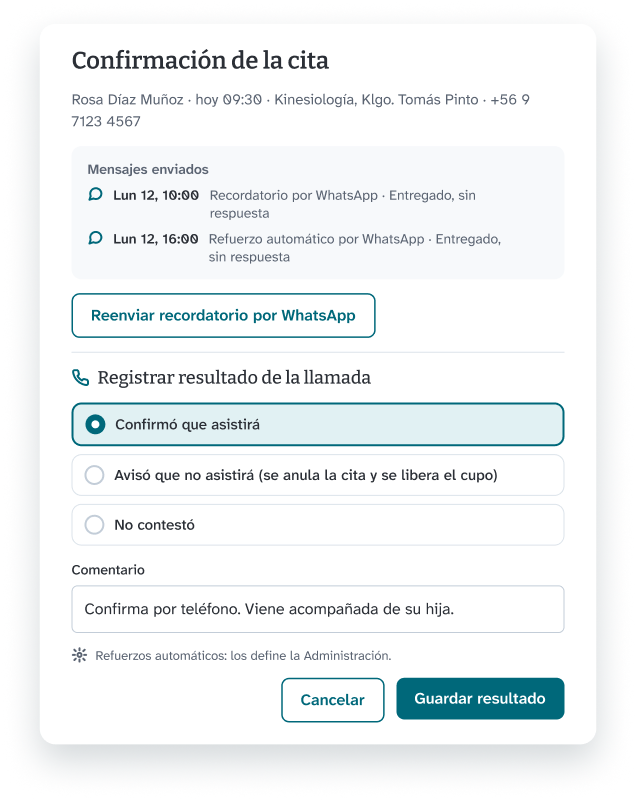 Confirmación de la cita
Rosa Díaz Muñoz · hoy 09:30 · Kinesiología, Klgo. Tomás Pinto · +56 9
7123 4567
Mensajes enviados
Lun 12, 10:00 Recordatorio por WhatsApp · Entregado, sin
respuesta
Lun 12, 16:00 Refuerzo automático por WhatsApp · Entregado,
sin respuesta
Reenviar recordatorio por WhatsApp
Registrar resultado de la llamada
Confirmó que asistirá
Avisó que no asistirá (se anula la cita y se libera el cupo)
No contestó
Comentario
Confirma por teléfono. Viene acompañada de su hija.
Refuerzos automáticos: los define la Administración.
Cancelar
Guardar resultado